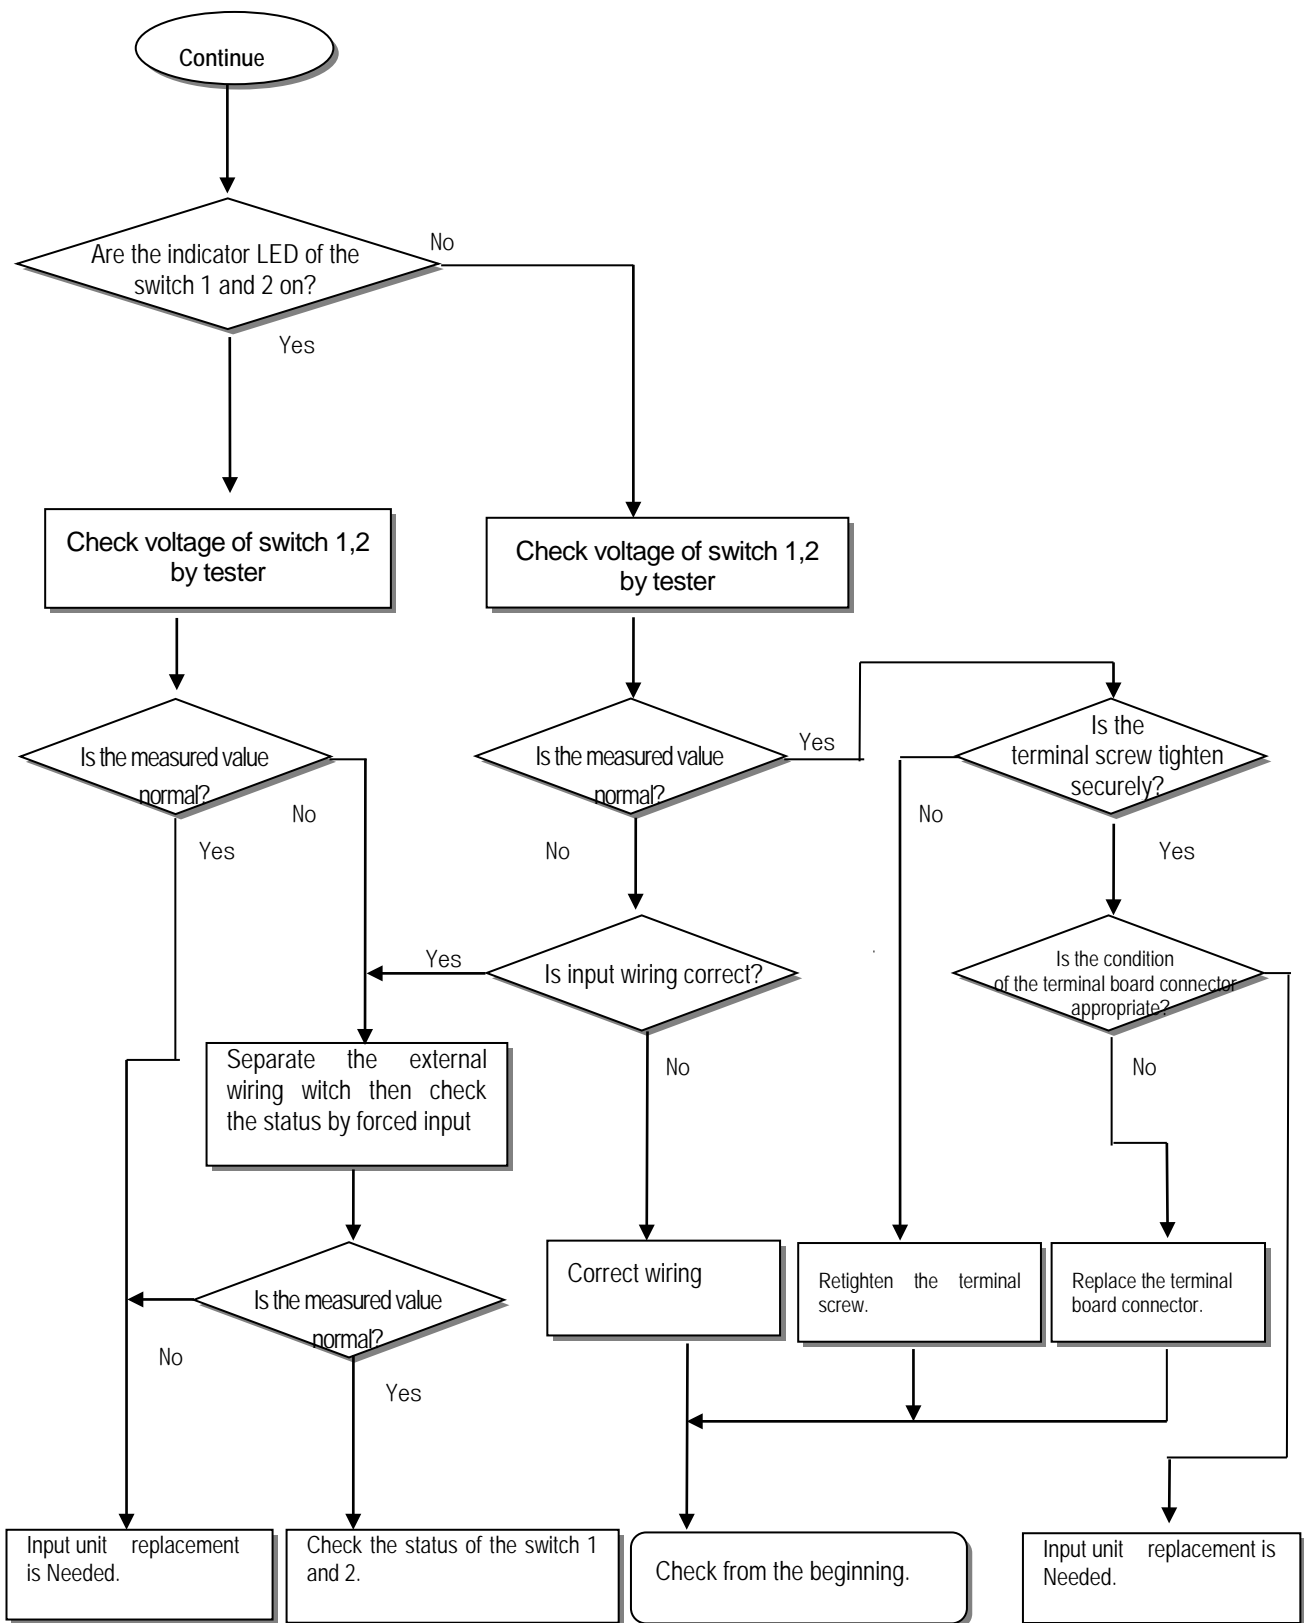 Continue
Are the indicator LED of the
switch 1 and 2 on?
No
Yes
Check voltage of switch 1,2
by tester
Check voltage of switch 1,2
by tester
Is the measured value
normal?
No
Yes
Is the measured value
normal?
Yes
No
Is the
terminal screw tighten
securely?
No
Yes
Yes
Is input wiring correct?
No
Is the condition
of the terminal board connector
appropriate?
No
Separate the external
wiring witch then check
the status by forced input
Is the measured value
normal?
No
Yes
Correct wiring
Retighten the terminal
screw.
Replace the terminal
board connector.
Input unit replacement
is Needed.
Check the status of the switch 1
and 2.
Check from the beginning.
Input unit replacement is
Needed.